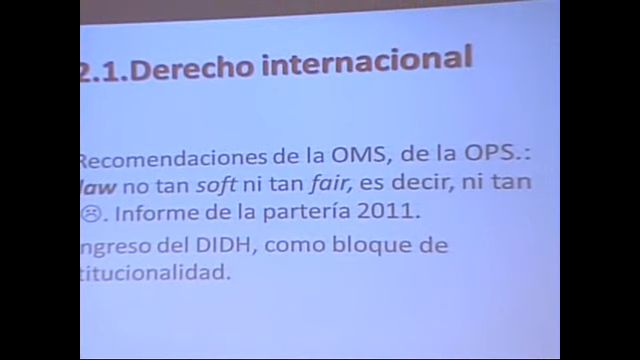 2.1.Derecho internacional
Recomendaciones de la OMS, de la OPS.:
law no tan soft ni tan fair, es decir, ni tan
☹. Informe de la partería 2011.
ngreso del DIDH, como bloque de
titucionalidad.